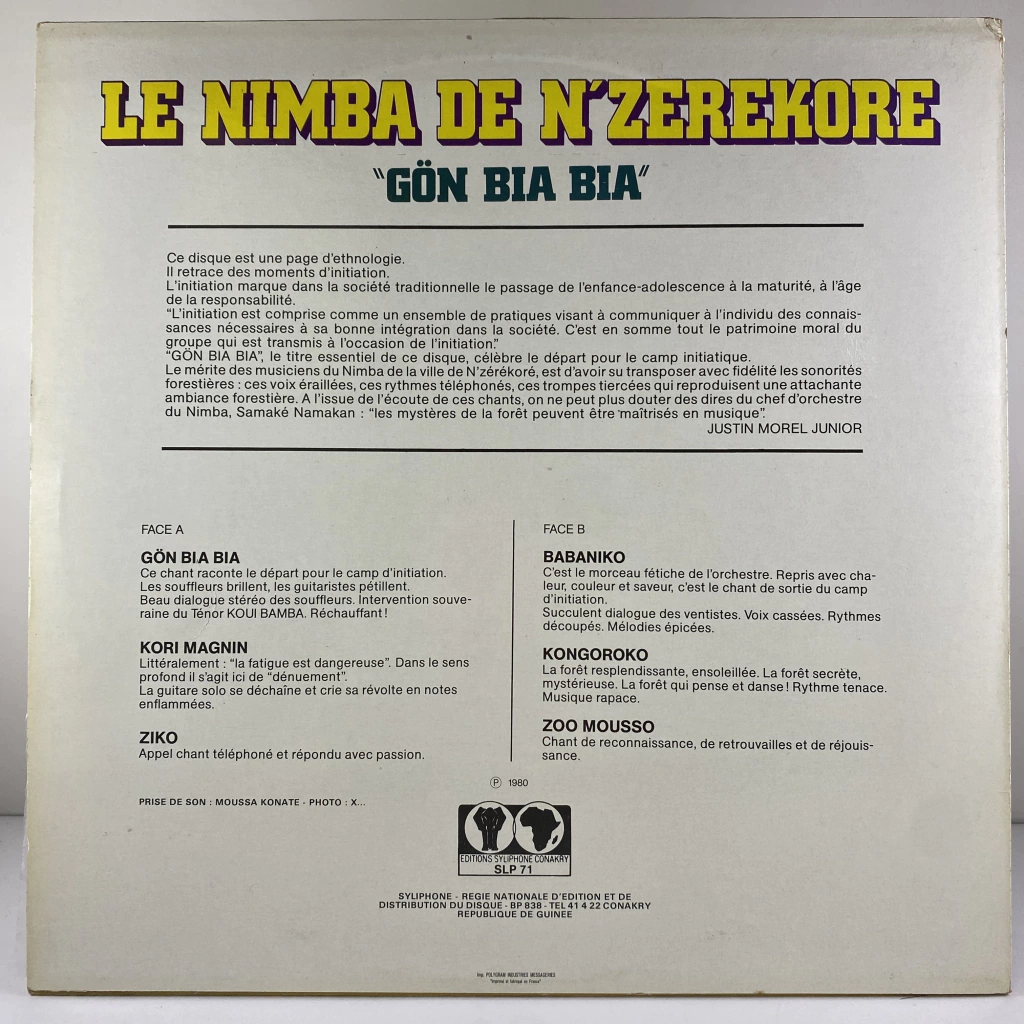 LE NIMBA DE N'ZEREKORE
"GÖN BIA BIA"
Ce disque est une page d'ethnologie.
Il retrace des moments d'initiation.
L'initiation marque dans la société traditionnelle le passage de l'enfance-adolescence à la maturité, à l'âge
de la responsabilité.
"L'initiation est comprise comme un ensemble de pratiques visant à communiquer à l'individu des connais-
sances nécessaires à sa bonne intégration dans la société. C'est en somme tout le patrimoine moral du
groupe qui est transmis à l'occasion de l'initiation."
"GÖN BIA BIA", le titre essentiel de ce disque, célèbre le départ pour le camp initiatique.
Le mérite des musiciens du Nimba de la ville de N'zérékoré, est d'avoir su transposer avec fidélité les sonorités
forestières : ces voix éraillées, ces rythmes téléphonés, ces trompes tiercées qui reproduisent une attachante
ambiance forestière. A l'issue de l'écoute de ces chants, on ne peut plus douter des dires du chef d'orchestre
du Nimba, Samaké Namakan : "les mystères de la forêt peuvent être maîtrisés en musique".
JUSTIN MOREL JUNIOR
FACE A
GÖN BIA BIA
Ce chant raconte le départ pour le camp d'initiation.
Les souffleurs brillent, les guitaristes pétillent.
Beau dialogue stéréo des souffleurs. Intervention souve-
raine du Ténor KOUI BAMBA. Réchauffant !
KORI MAGNIN
Littéralement : "la fatigue est dangereuse". Dans le sens
profond il s'agit ici de "dénuement".
La guitare solo se déchaîne et crie sa révolte en notes
enflammées.
ZIKO
Appel chant téléphoné et répondu avec passion.
FACE B
BABANIKO
C'est le morceau fétiche de l'orchestre. Repris avec cha-
leur, couleur et saveur, c'est le chant de sortie du camp
d'initiation.
Succulent dialogue des ventistes. Voix cassées. Rythmes
découpés. Mélodies épicées.
KONGOROKO
La forêt resplendissante, ensoleillée. La forêt secrète,
mystérieuse. La forêt qui pense et danse ! Rythme tenace.
Musique rapace.
ZOO MOUSSO
Chant de reconnaissance, de retrouvailles et de réjouis-
sance.
℗ 1980
PRISE DE SON : MOUSSA KONATE - PHOTO : X...
EDITIONS SYLIPHONE CONAKRY
SLP 71
SYLIPHONE - REGIE NATIONALE D'EDITION ET DE
DISTRIBUTION DU DISQUE - BP 838 - TEL 41 4 22 CONAKRY
REPUBLIQUE DE GUINEE
Imp. POLYGRAM INDUSTRIES MESSAGERIES
"Imprimé et fabriqué en France"